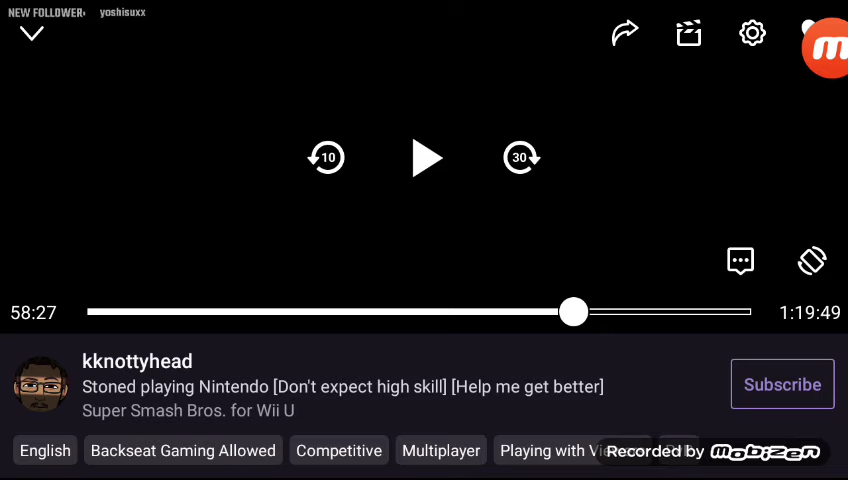 NEW FOLLOWER: yoshisuxx
10
30
58:27
1:19:49
kknottyhead
Stoned playing Nintendo [Don't expect high skill] [Help me get better]
Subscribe
Super Smash Bros. for Wii U
English
Backseat Gaming Allowed
Competitive
Multiplayer
Playing with
Recorded by mobizen